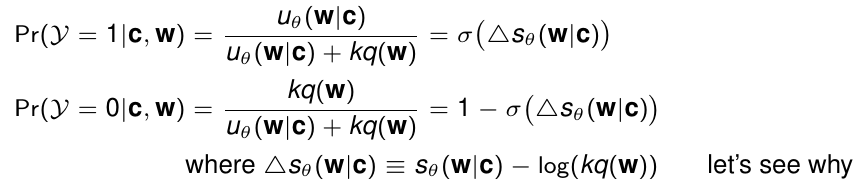 Pr(𝒴 = 1|c, w) = u_θ(w|c) / (u_θ(w|c) + kq(w)) = σ(△s_θ(w|c))
Pr(𝒴 = 0|c, w) = kq(w) / (u_θ(w|c) + kq(w)) = 1 − σ(△s_θ(w|c))
where △s_θ(w|c) ≡ s_θ(w|c) − log(kq(w)) let's see why